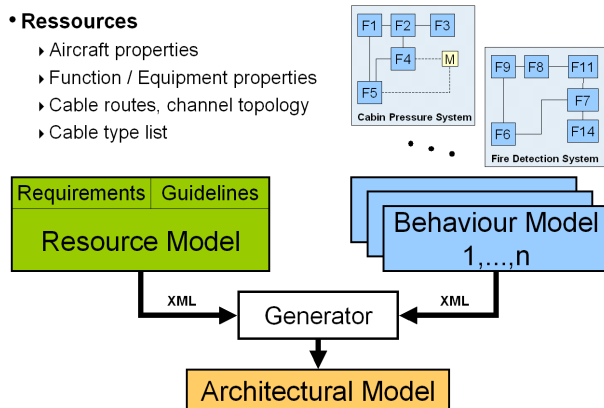 • Ressources
Aircraft properties
Function / Equipment properties
Cable routes, channel topology
Cable type list
F1 F2 F3
F4 M
F5
Cabin Pressure System
F9 F8 F11
F7
F6 F14
Fire Detection System
. . .
Requirements Guidelines
Resource Model
Behaviour Model
1,...,n
XML XML
Generator
Architectural Model